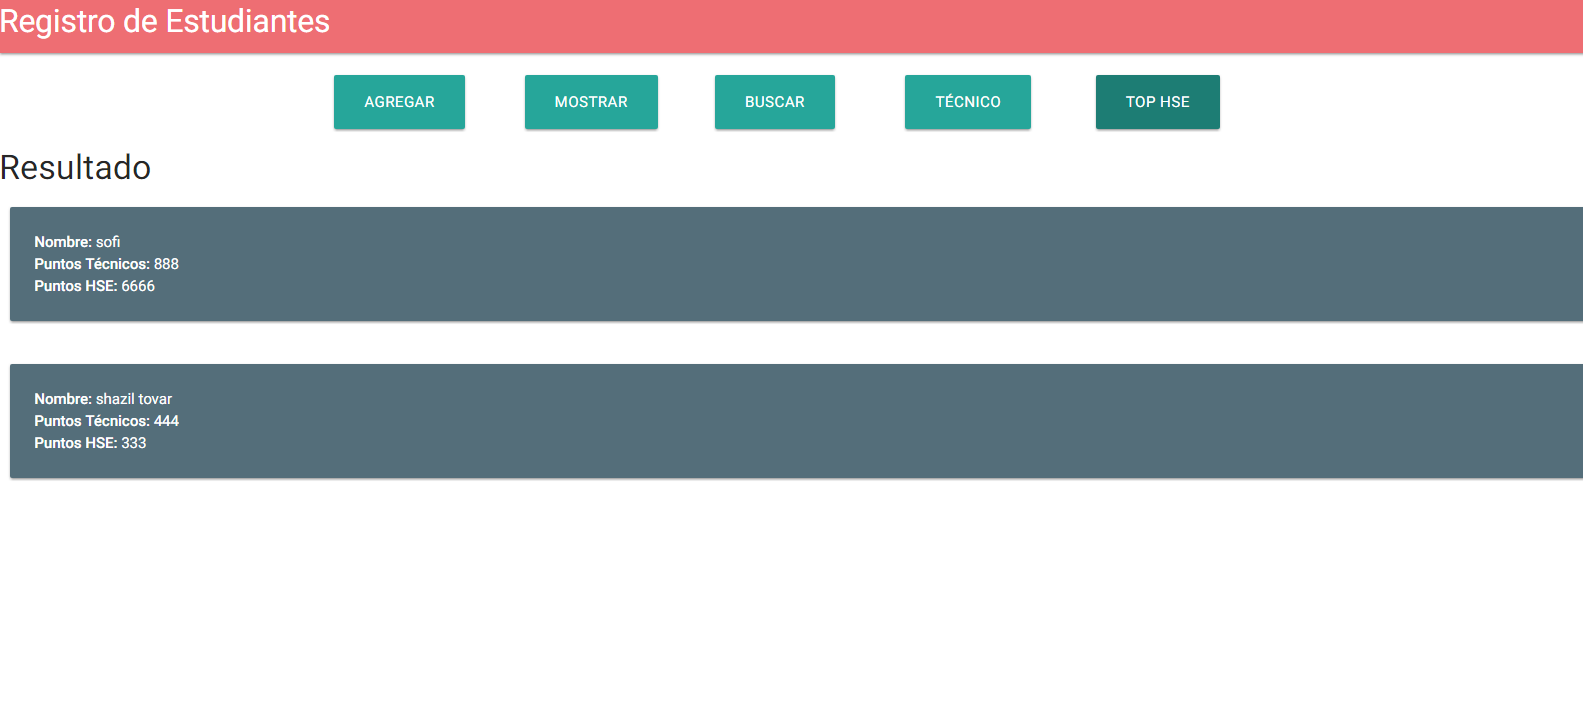 Registro de Estudiantes
AGREGAR MOSTRAR BUSCAR TÉCNICO TOP HSE
Resultado
Nombre: sofi
Puntos Técnicos: 888
Puntos HSE: 6666
Nombre: shazil tovar
Puntos Técnicos: 444
Puntos HSE: 333